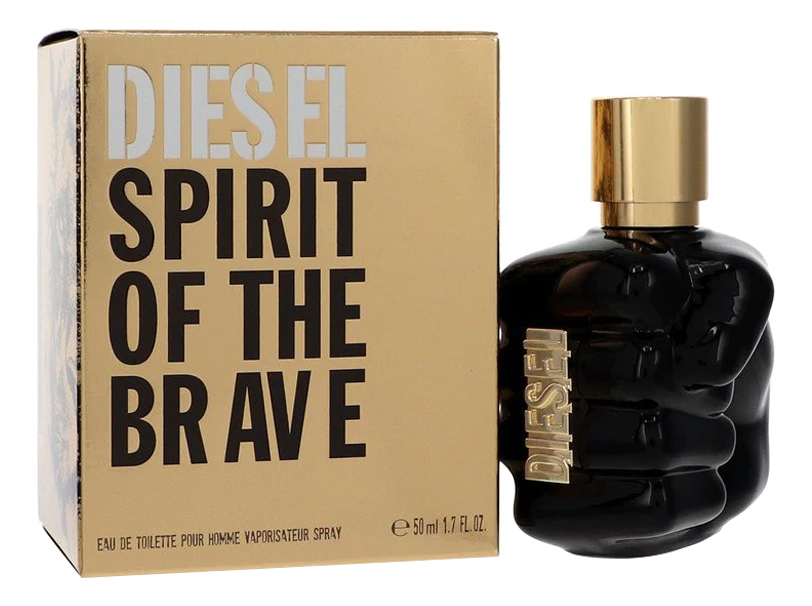 DIESEL
SPIRIT
OF THE
BRAVE
EAU DE TOILETTE POUR HOMME VAPORISATEUR SPRAY
℮ 50 ml 1.7 FL.OZ.
DIESEL